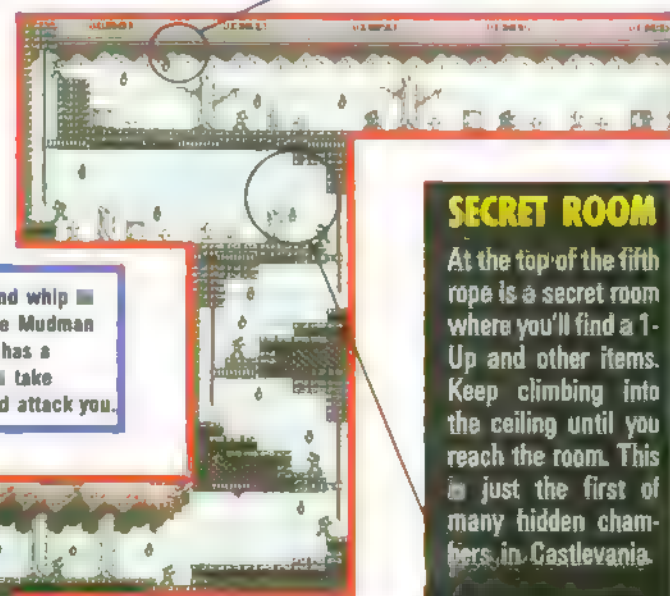 SECRET ROOM
At the top of the fifth
rope is a secret room
where you'll find a 1-
Up and other items.
Keep climbing into
the ceiling until you
reach the room. This
is just the first of
many hidden cham-
bers in Castlevania.
nd whip
e Mudman
has a
take
d attack you.